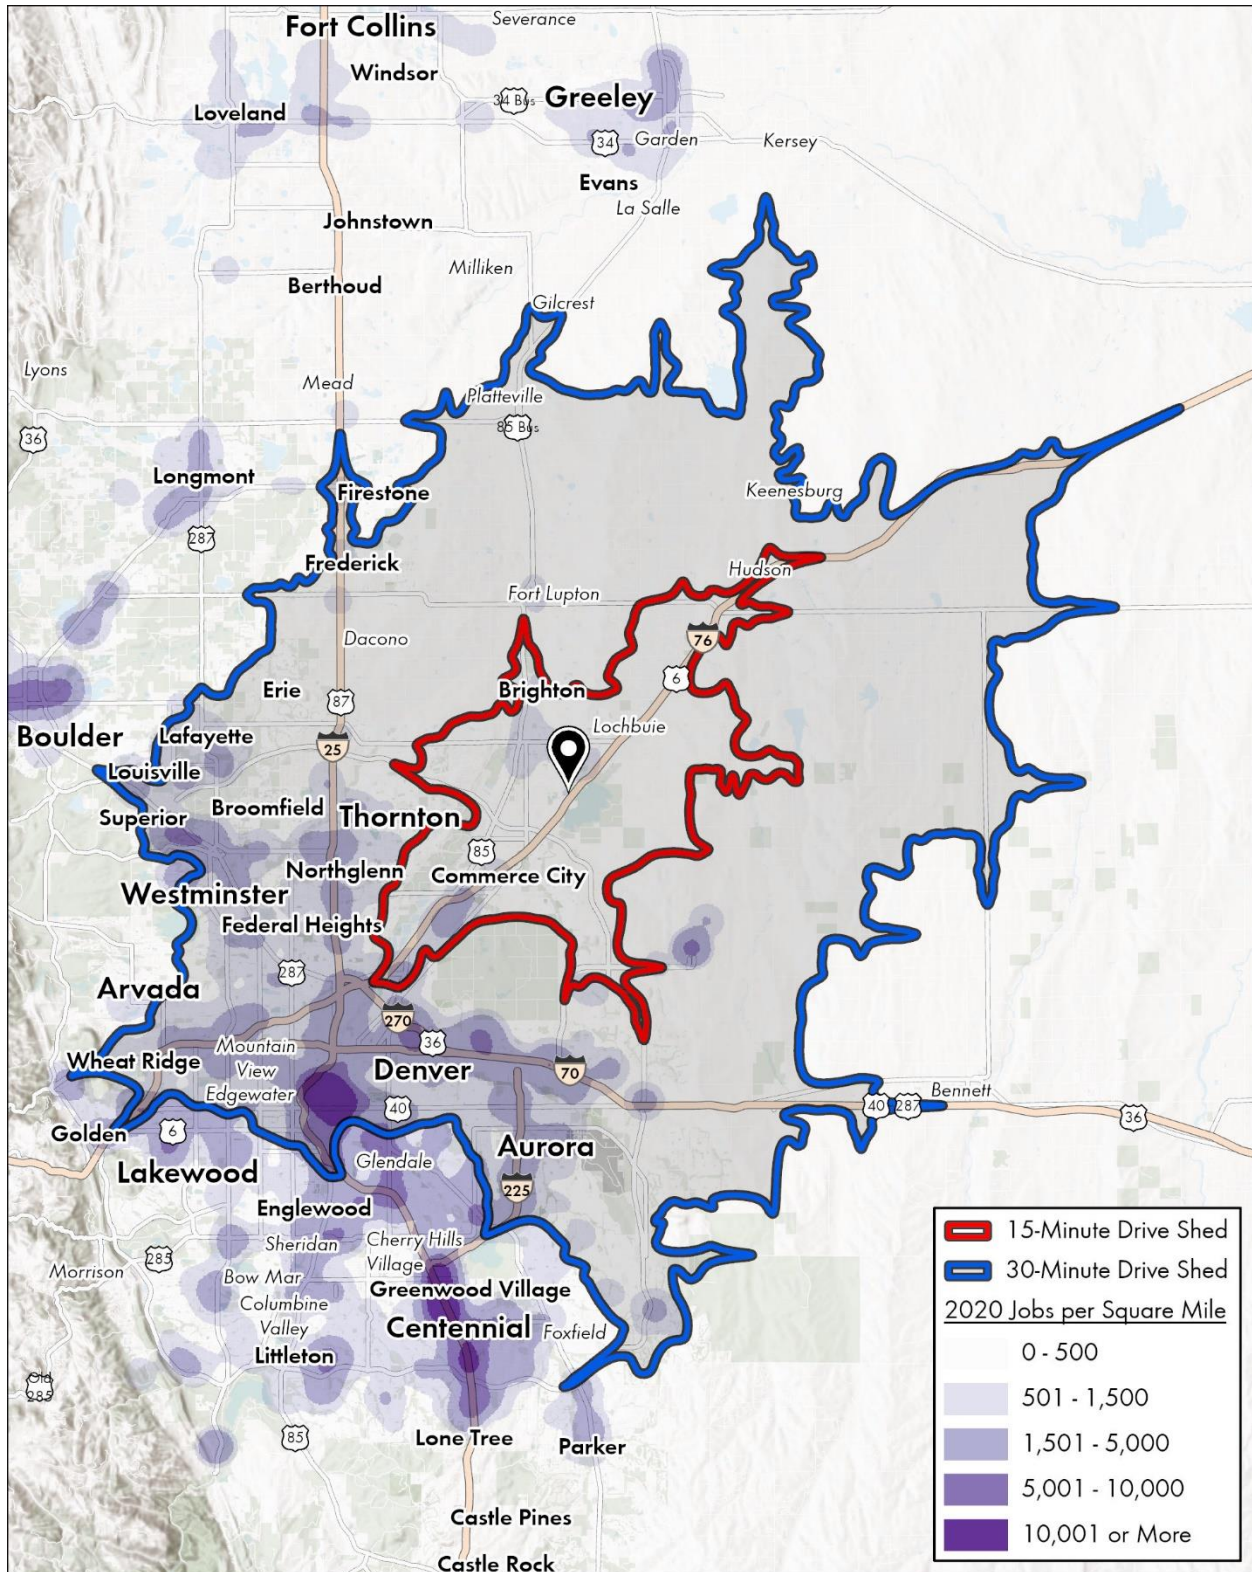 Severance
Fort Collins
Windsor
34 Bus
Greeley
Loveland
34
Garden
Kersey
Evans
La Salle
Johnstown
Milliken
Berthoud
Gilcrest
Lyons
Mead
Platteville
36
85 Bus
Longmont
Firestone
Keenesburg
287
Frederick
Hudson
Fort Lupton
Dacono
76
6
Erie
87
Brighton
Lochbuie
Boulder
Lafayette
25
Louisville
Superior
Broomfield
Thornton
85
Northglenn
Commerce City
Westminster
Federal Heights
287
Arvada
270
36
Wheat Ridge
Mountain
View
Denver
70
Edgewater
40
Bennett
40
287
36
Golden
6
Aurora
Glendale
Lakewood
225
Englewood
Sheridan
Cherry Hills
Village
285
Morrison
Bow Mar
Greenwood Village
Columbine
Valley
Centennial
Foxfield
Littleton
Old
285
85
Lone Tree
Parker
Castle Pines
Castle Rock
15-Minute Drive Shed
30-Minute Drive Shed
2020 Jobs per Square Mile
0 - 500
501 - 1,500
1,501 - 5,000
5,001 - 10,000
10,001 or More